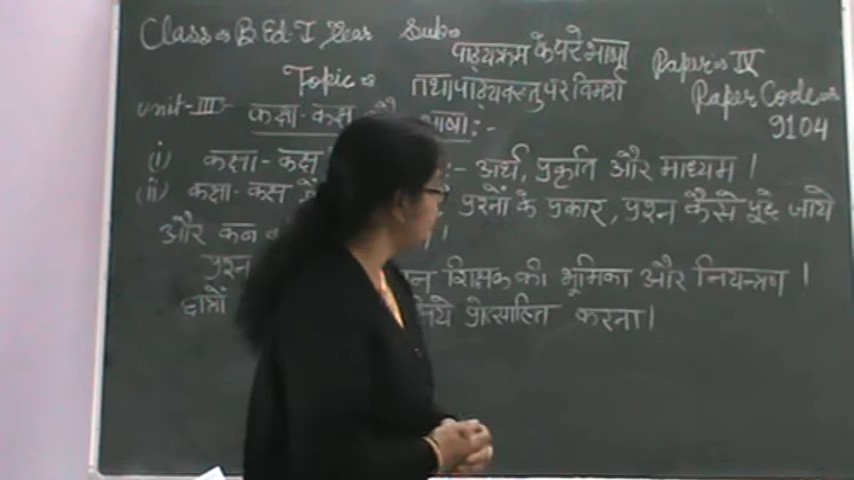 Class:- B.Ed. I Year Sub:-
पाठ्यक्रम के परे भाषा Paper:- IV
Topic:- तथा पाठ्यवस्तु पर विमर्श Paper Code:-
9104
Unit-III:- कक्षा-कक्ष भाषा:-
(i) कक्षा-कक्ष :- अर्थ, प्रकृति और माध्यम।
(ii) कक्षा-कक्ष में प्रश्नों के प्रकार, प्रश्न कैसे पूछे जाये
और कब ।
प्रश्न शिक्षक की भूमिका और नियन्त्रण।
छात्रों लिये प्रोत्साहित करना।